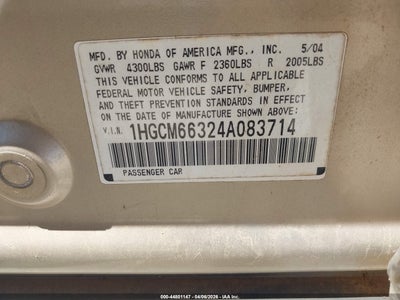 MFD. BY HONDA OF AMERICA MFG., INC. 5/04
GVWR 4300LBS GAWR F 2360LBS R 2005LBS
THIS VEHICLE CONFORMS TO ALL APPLICABLE
FEDERAL MOTOR VEHICLE SAFETY, BUMPER,
AND THEFT PREVENTION STANDARDS IN EFFECT
ON THE DATE OF MANUFACTURE SHOWN ABOVE.
V.I.N. 1HGCM66324A083714
PASSENGER CAR
000-44801147 - 04/06/2026 - IAA Inc.